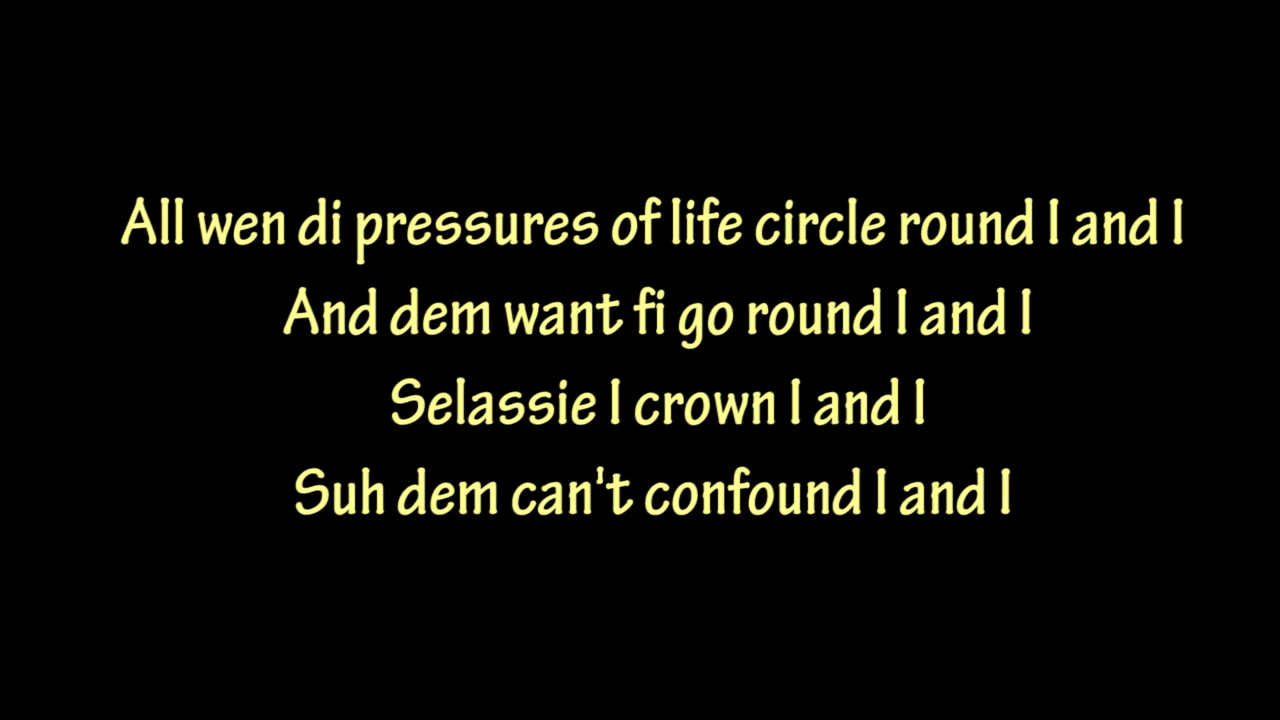 All wen di pressures of life circle round I and I
And dem want fi go round I and I
Selassie I crown I and I
Suh dem can't confound I and I